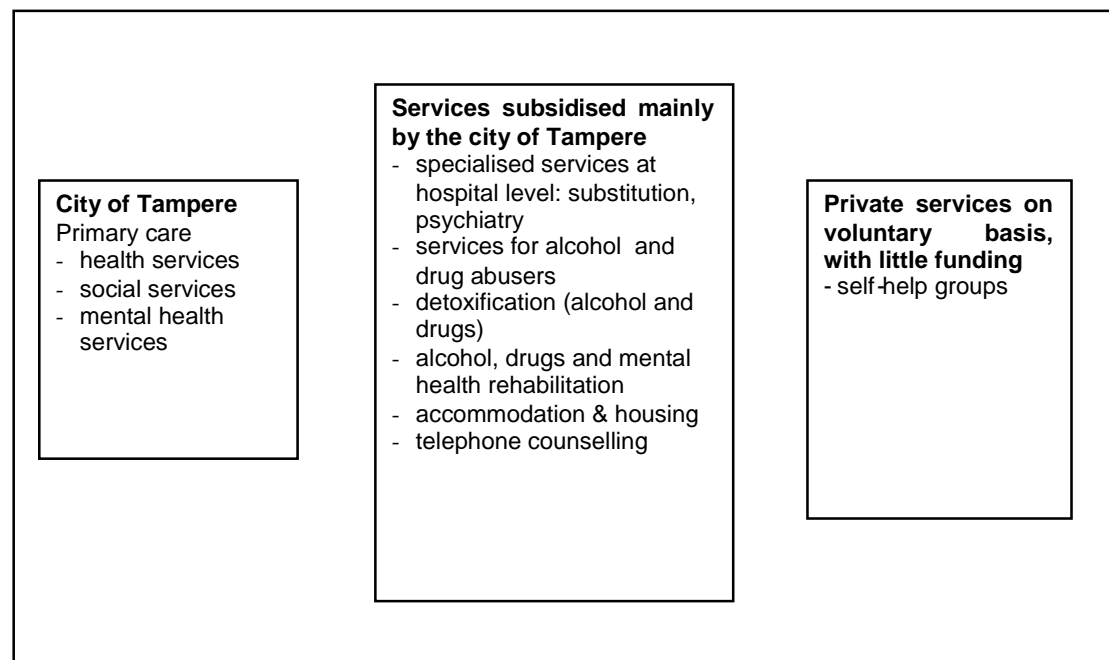 City of Tampere
Primary care
- health services
- social services
- mental health
services
Services subsidised mainly
by the city of Tampere
- specialised services at
hospital level: substitution,
psychiatry
- services for alcohol and
drug abusers
- detoxification (alcohol and
drugs)
- alcohol, drugs and mental
health rehabilitation
- accommodation & housing
- telephone counselling
Private services on
voluntary basis,
with little funding
- self-help groups